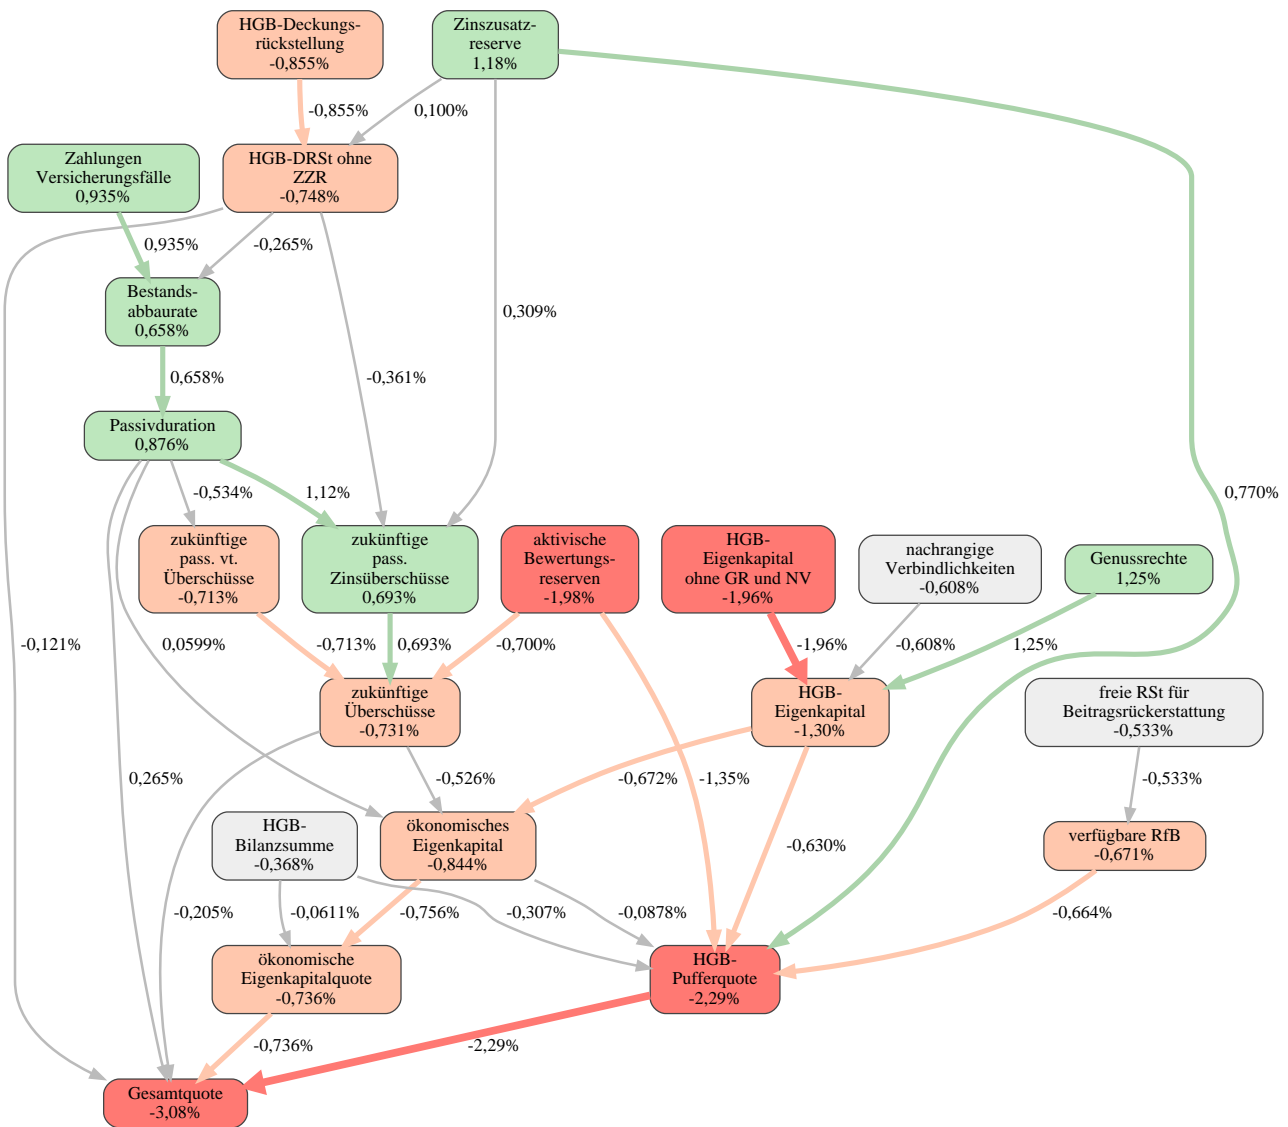 HGB-Deckungs-
rückstellung
-0,855%
Zinszusatz-
reserve
1,18%
-0,855%
0,100%
Zahlungen
Versicherungsfälle
0,935%
HGB-DRSt ohne
ZZR
-0,748%
0,935%
-0,265%
Bestands-
abbaurate
0,658%
0,309%
0,658%
-0,361%
Passivduration
0,876%
-0,534%
1,12%
0,770%
zukünftige
pass. vt.
Überschüsse
-0,713%
zukünftige
pass.
Zinsüberschüsse
0,693%
aktivische
Bewertungs-
reserven
-1,98%
HGB-
Eigenkapital
ohne GR und NV
-1,96%
nachrangige
Verbindlichkeiten
-0,608%
Genussrechte
1,25%
-0,121%
0,0599%
-0,713%
0,693%
-0,700%
-1,96%
-0,608%
1,25%
zukünftige
Überschüsse
-0,731%
HGB-
Eigenkapital
-1,30%
freie RSt für
Beitragsrückerstattung
-0,533%
0,265%
-0,526%
-0,672%
-1,35%
-0,533%
HGB-
Bilanzsumme
-0,368%
ökonomisches
Eigenkapital
-0,844%
-0,630%
verfügbare RfB
-0,671%
-0,205%
-0,0611%
-0,756%
-0,307%
-0,0878%
-0,664%
ökonomische
Eigenkapitalquote
-0,736%
HGB-
Pufferquote
-2,29%
-0,736%
-2,29%
Gesamtquote
-3,08%